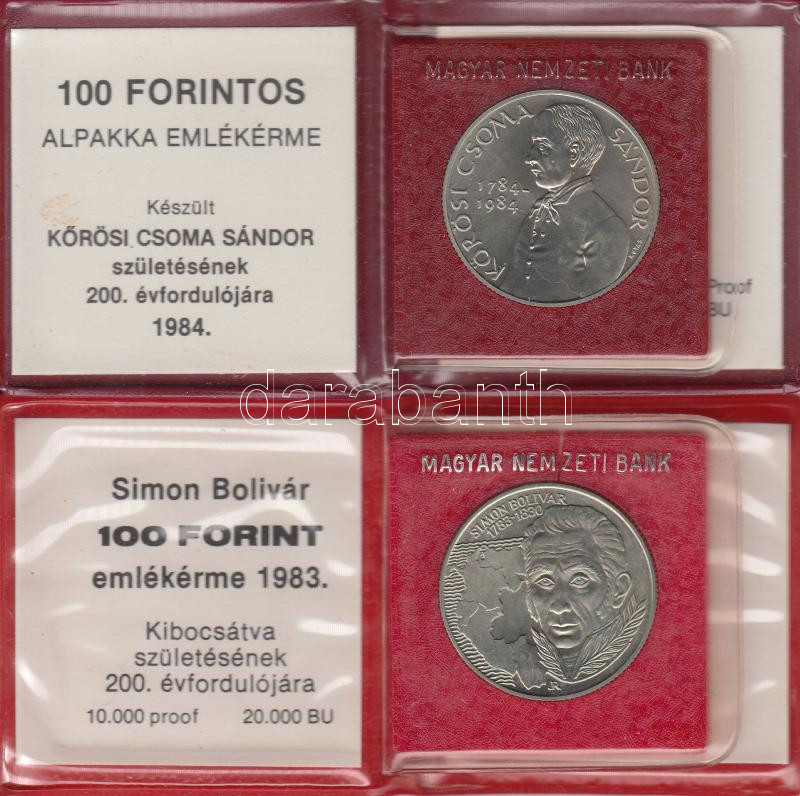 100 FORINTOS
ALPAKKA EMLÉKÉRME
Készült
KŐRÖSI CSOMA SÁNDOR
születésének
200. évfordulójára
1984.
MAGYAR NEMZETI BANK
KŐRÖSI CSOMA SÁNDOR
1784-
1984
Proof
BU
darabanth
Simon Bolivár
100 FORINT
emlékérme 1983.
Kibocsátva
születésének
200. évfordulójára
10.000 proof 20.000 BU
MAGYAR NEMZETI BANK
SIMON BOLIVAR
1783-1830